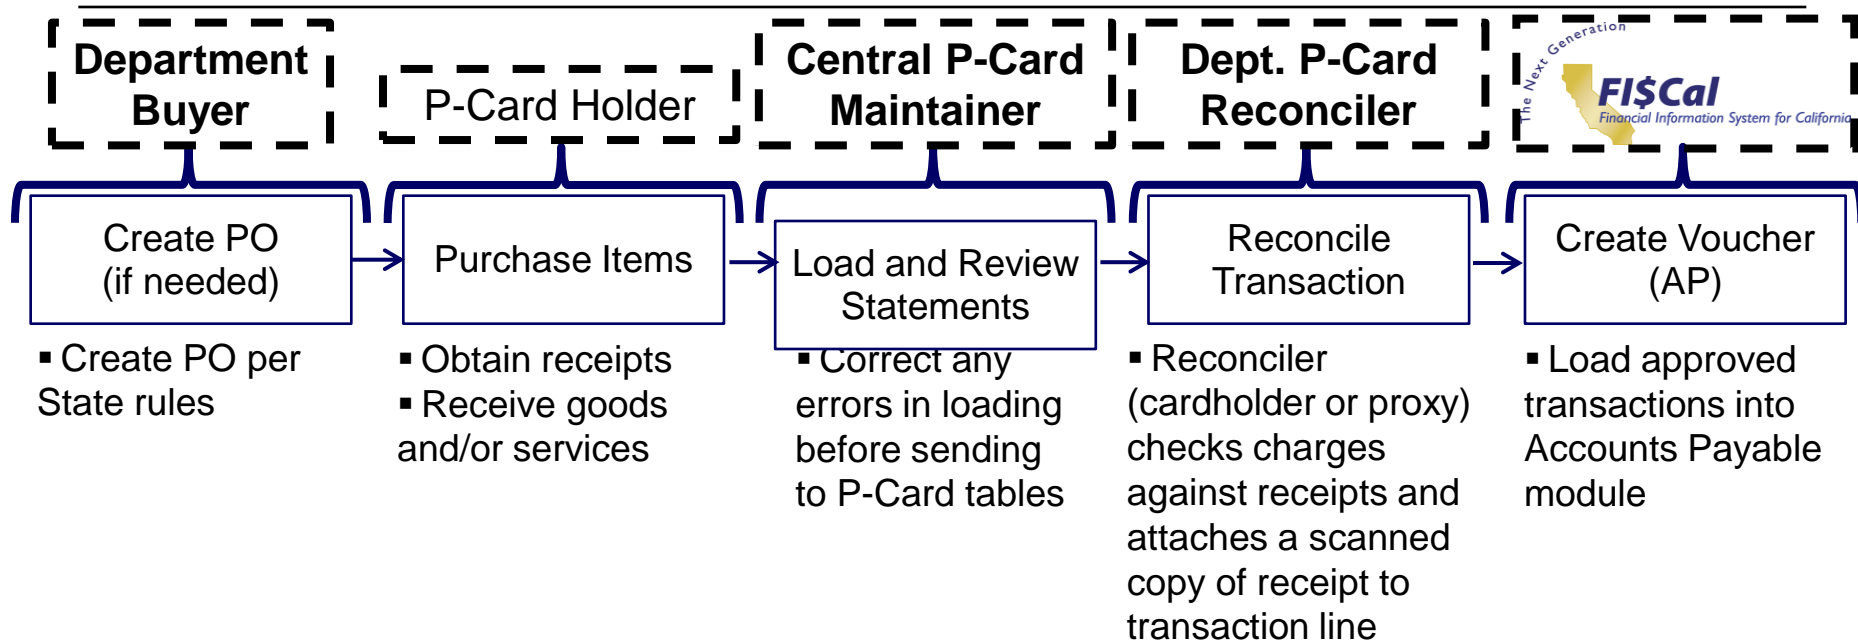 Department
Buyer
P-Card Holder
Central P-Card
Maintainer
Dept. P-Card
Reconciler
The Next Generation
FI$Cal
Financial Information System for California
Create PO
(if needed)
Purchase Items
Load and Review
Statements
Reconcile
Transaction
Create Voucher
(AP)
▪ Create PO per
State rules
▪ Obtain receipts
▪ Receive goods
and/or services
▪ Correct any
errors in loading
before sending
to P-Card tables
▪ Reconciler
(cardholder or proxy)
checks charges
against receipts and
attaches a scanned
copy of receipt to
transaction line
▪ Load approved
transactions into
Accounts Payable
module